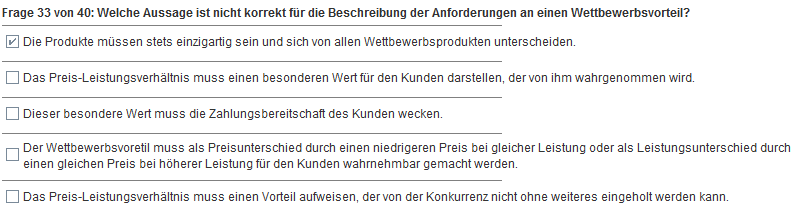 Frage 33 von 40: Welche Aussage ist nicht korrekt für die Beschreibung der Anforderungen an einen Wettbewerbsvorteil?
Die Produkte müssen stets einzigartig sein und sich von allen Wettbewerbsprodukten unterscheiden.
Das Preis-Leistungsverhältnis muss einen besonderen Wert für den Kunden darstellen, der von ihm wahrgenommen wird.
Dieser besondere Wert muss die Zahlungsbereitschaft des Kunden wecken.
Der Wettbewerbsvoretil muss als Preisunterschied durch einen niedrigeren Preis bei gleicher Leistung oder als Leistungsunterschied durch
einen gleichen Preis bei höherer Leistung für den Kunden wahrnehmbar gemacht werden.
Das Preis-Leistungsverhältnis muss einen Vorteil aufweisen, der von der Konkurrenz nicht ohne weiteres eingeholt werden kann.